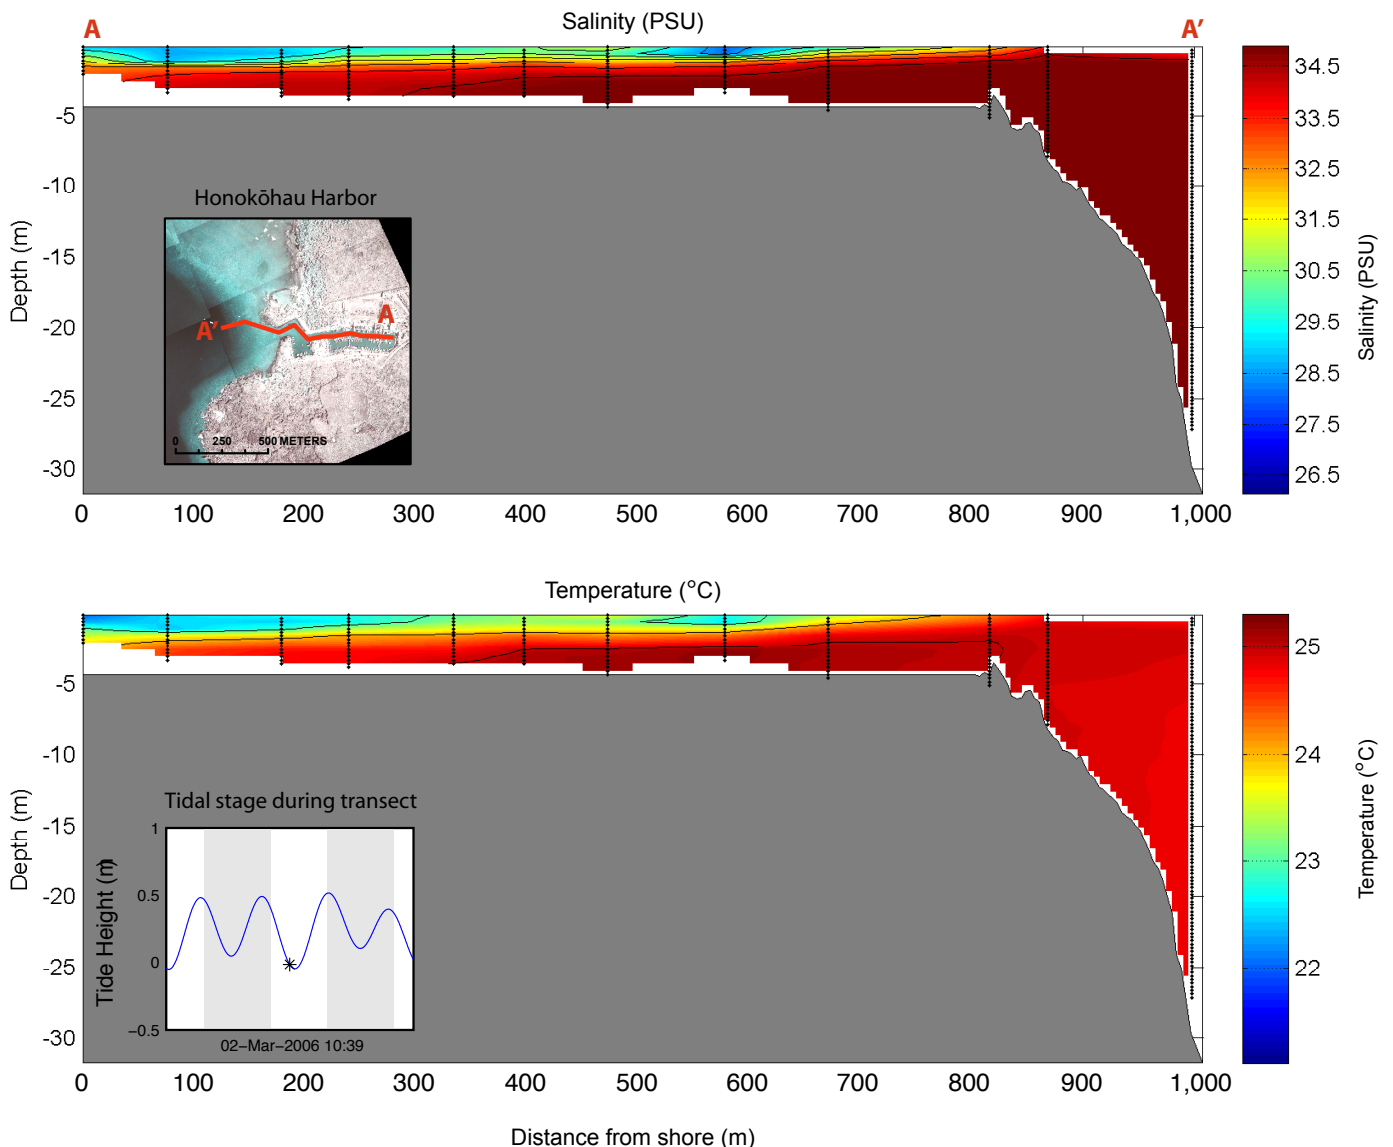 Salinity (PSU)
A
A'
-5
-10
-15
-20
-25
-30
Depth (m)
0 100 200 300 400 500 600 700 800 900 1,000
Honokōhau Harbor
A
A'
0 250 500 METERS
34.5
33.5
32.5
31.5
30.5
29.5
28.5
27.5
26.5
Salinity (PSU)
Temperature (°C)
-5
-10
-15
-20
-25
-30
Depth (m)
Tidal stage during transect
1
0.5
0
−0.5
Tide Height (m)
02−Mar−2006 10:39
25
24
23
22
Temperature (°C)
0 100 200 300 400 500 600 700 800 900 1,000
Distance from shore (m)